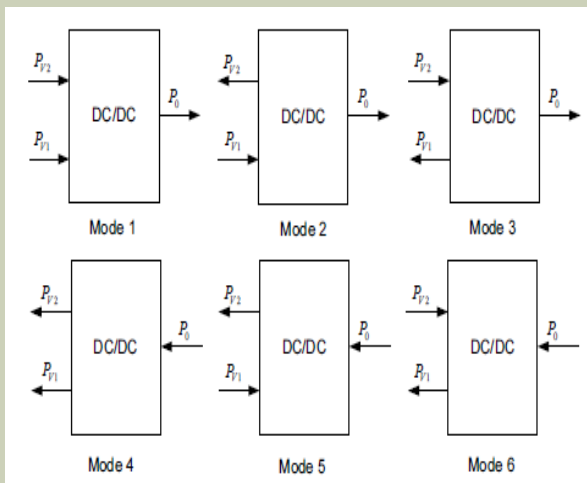 P_V2 P_V2 P_V2
P_0 P_0 P_0
DC/DC DC/DC DC/DC
P_V1 P_V1 P_V1
Mode 1 Mode 2 Mode 3
P_V2 P_V2 P_V2
P_0 P_0 P_0
DC/DC DC/DC DC/DC
P_V1 P_V1 P_V1
Mode 4 Mode 5 Mode 6